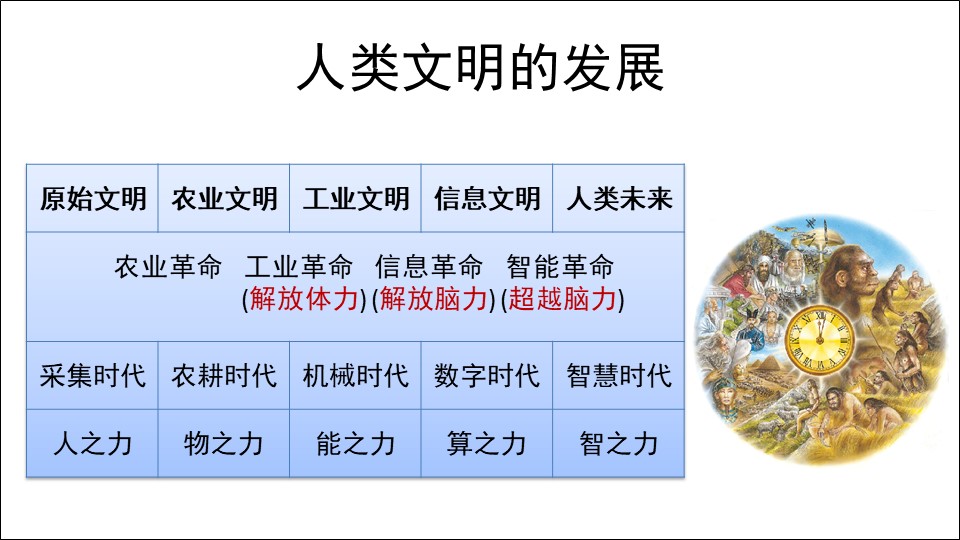 人类文明的发展
原始文明 农业文明 工业文明 信息文明 人类未来
农业革命 工业革命 信息革命 智能革命
(解放体力) (解放脑力) (超越脑力)
采集时代 农耕时代 机械时代 数字时代 智慧时代
人之力 物之力 能之力 算之力 智之力